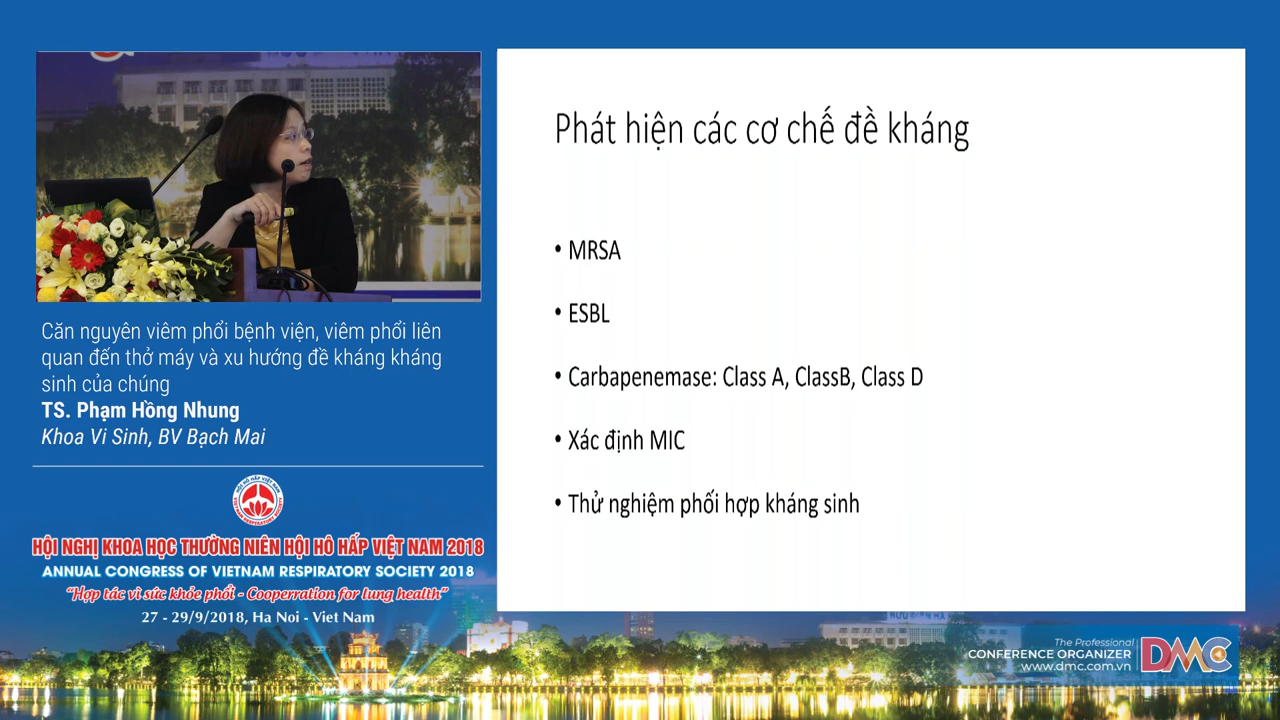 Căn nguyên viêm phổi bệnh viện, viêm phổi liên
quan đến thở máy và xu hướng đề kháng kháng
sinh của chúng
TS. Phạm Hồng Nhung
Khoa Vi Sinh, BV Bạch Mai
HỘI HÔ HẤP VIỆT NAM
HỘI NGHỊ KHOA HỌC THƯỜNG NIÊN HỘI HÔ HẤP VIỆT NAM 2018
ANNUAL CONGRESS OF VIETNAM RESPIRATORY SOCIETY 2018
“Hợp tác vì sức khỏe phổi - Cooperration for lung health”
27 - 29/9/2018, Ha Noi - Viet Nam
Phát hiện các cơ chế đề kháng
• MRSA
• ESBL
• Carbapenemase: Class A, ClassB, Class D
• Xác định MIC
• Thử nghiệm phối hợp kháng sinh
The Professional
CONFERENCE ORGANIZER
www.dmc.com.vn
DMC